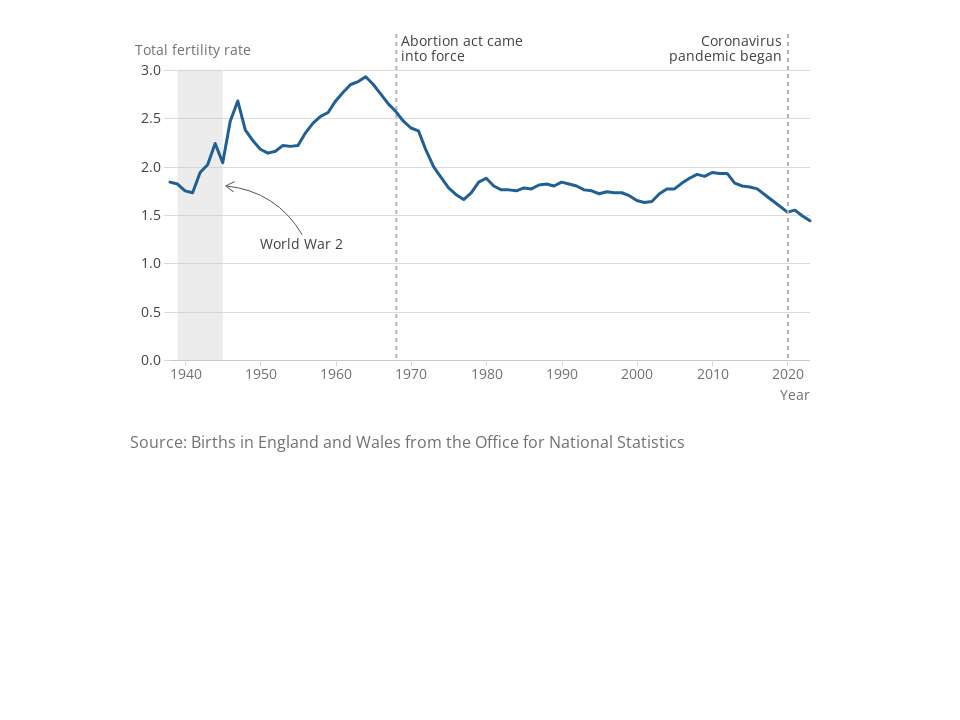 Total fertility rate
Abortion act came
into force
Coronavirus
pandemic began
3.0
2.5
2.0
1.5
World War 2
1.0
0.5
0.0
1940 1950 1960 1970 1980 1990 2000 2010 2020
Year
Source: Births in England and Wales from the Office for National Statistics